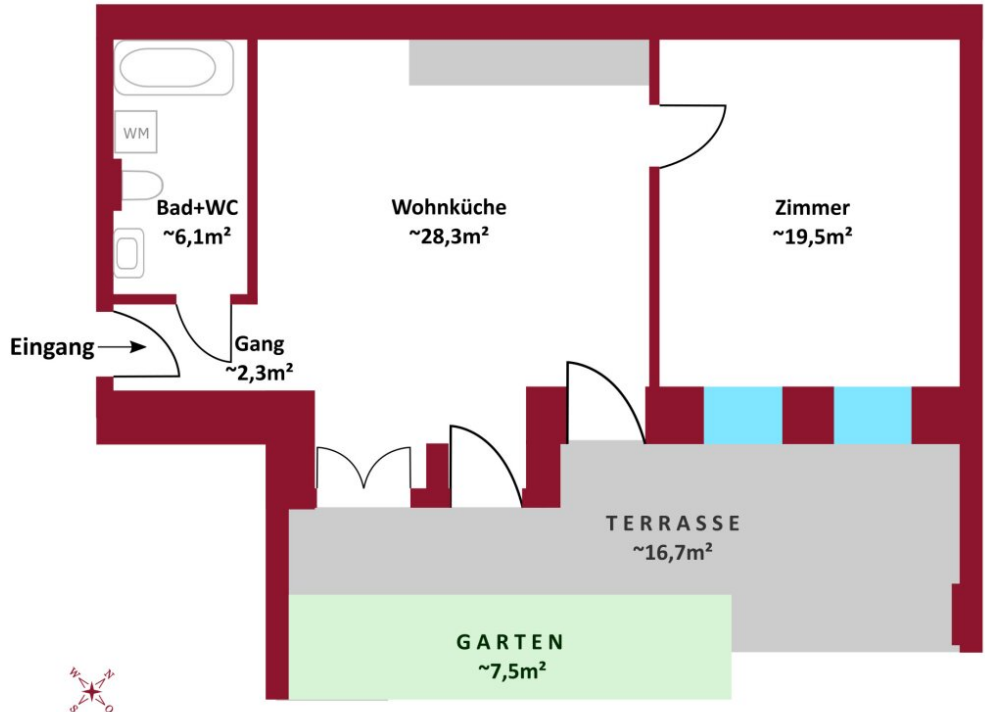 WM
Bad+WC
~6,1m²
Wohnküche
~28,3m²
Zimmer
~19,5m²
Eingang
Gang
~2,3m²
TERRASSE
~16,7m²
GARTEN
~7,5m²
W N
S O